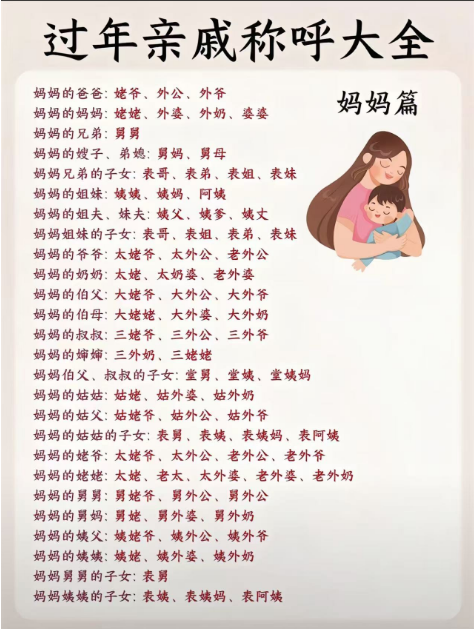 过年亲戚称呼大全
妈妈篇
妈妈的爸爸: 姥爷、外公、外爷
妈妈的妈妈: 姥姥、外婆、外奶、婆婆
妈妈的兄弟: 舅舅
妈妈的嫂子、弟媳: 舅妈、舅母
妈妈兄弟的子女: 表哥、表弟、表姐、表妹
妈妈的姐妹: 姨姨、姨妈、阿姨
妈妈的姐夫、妹夫: 姨父、姨爹、姨丈
妈妈姐妹的子女: 表哥、表姐、表弟、表妹
妈妈的爷爷: 太姥爷、太外公、老外公
妈妈的奶奶: 太姥、太奶婆、老外婆
妈妈的伯父: 大姥爷、大外公、大外爷
妈妈的伯母: 大姥姥、大外婆、大外奶
妈妈的叔叔: 三姥爷、三外公、三外爷
妈妈的婶婶: 三外奶、三姥姥
妈妈伯父、叔叔的子女: 堂舅、堂姨、堂姨妈
妈妈的姑姑: 姑姥、姑外婆、姑外奶
妈妈的姑父: 姑姥爷、姑外公、姑外爷
妈妈的姑姑的子女: 表舅、表姨、表姨妈、表阿姨
妈妈的姥爷: 太姥爷、太外公、老外公、老外爷
妈妈的姥姥: 太姥、老太、太外婆、老外婆、老外奶
妈妈的舅舅: 舅姥爷、舅外公、舅外公
妈妈的舅妈: 舅姥、舅外婆、舅外奶
妈妈的姨父: 姨姥爷、姨外公、姨外爷
妈妈的姨姨: 姨姥、姨外婆、姨外奶
妈妈舅舅的子女: 表舅
妈妈姨姨的子女: 表姨、表姨妈、表阿姨